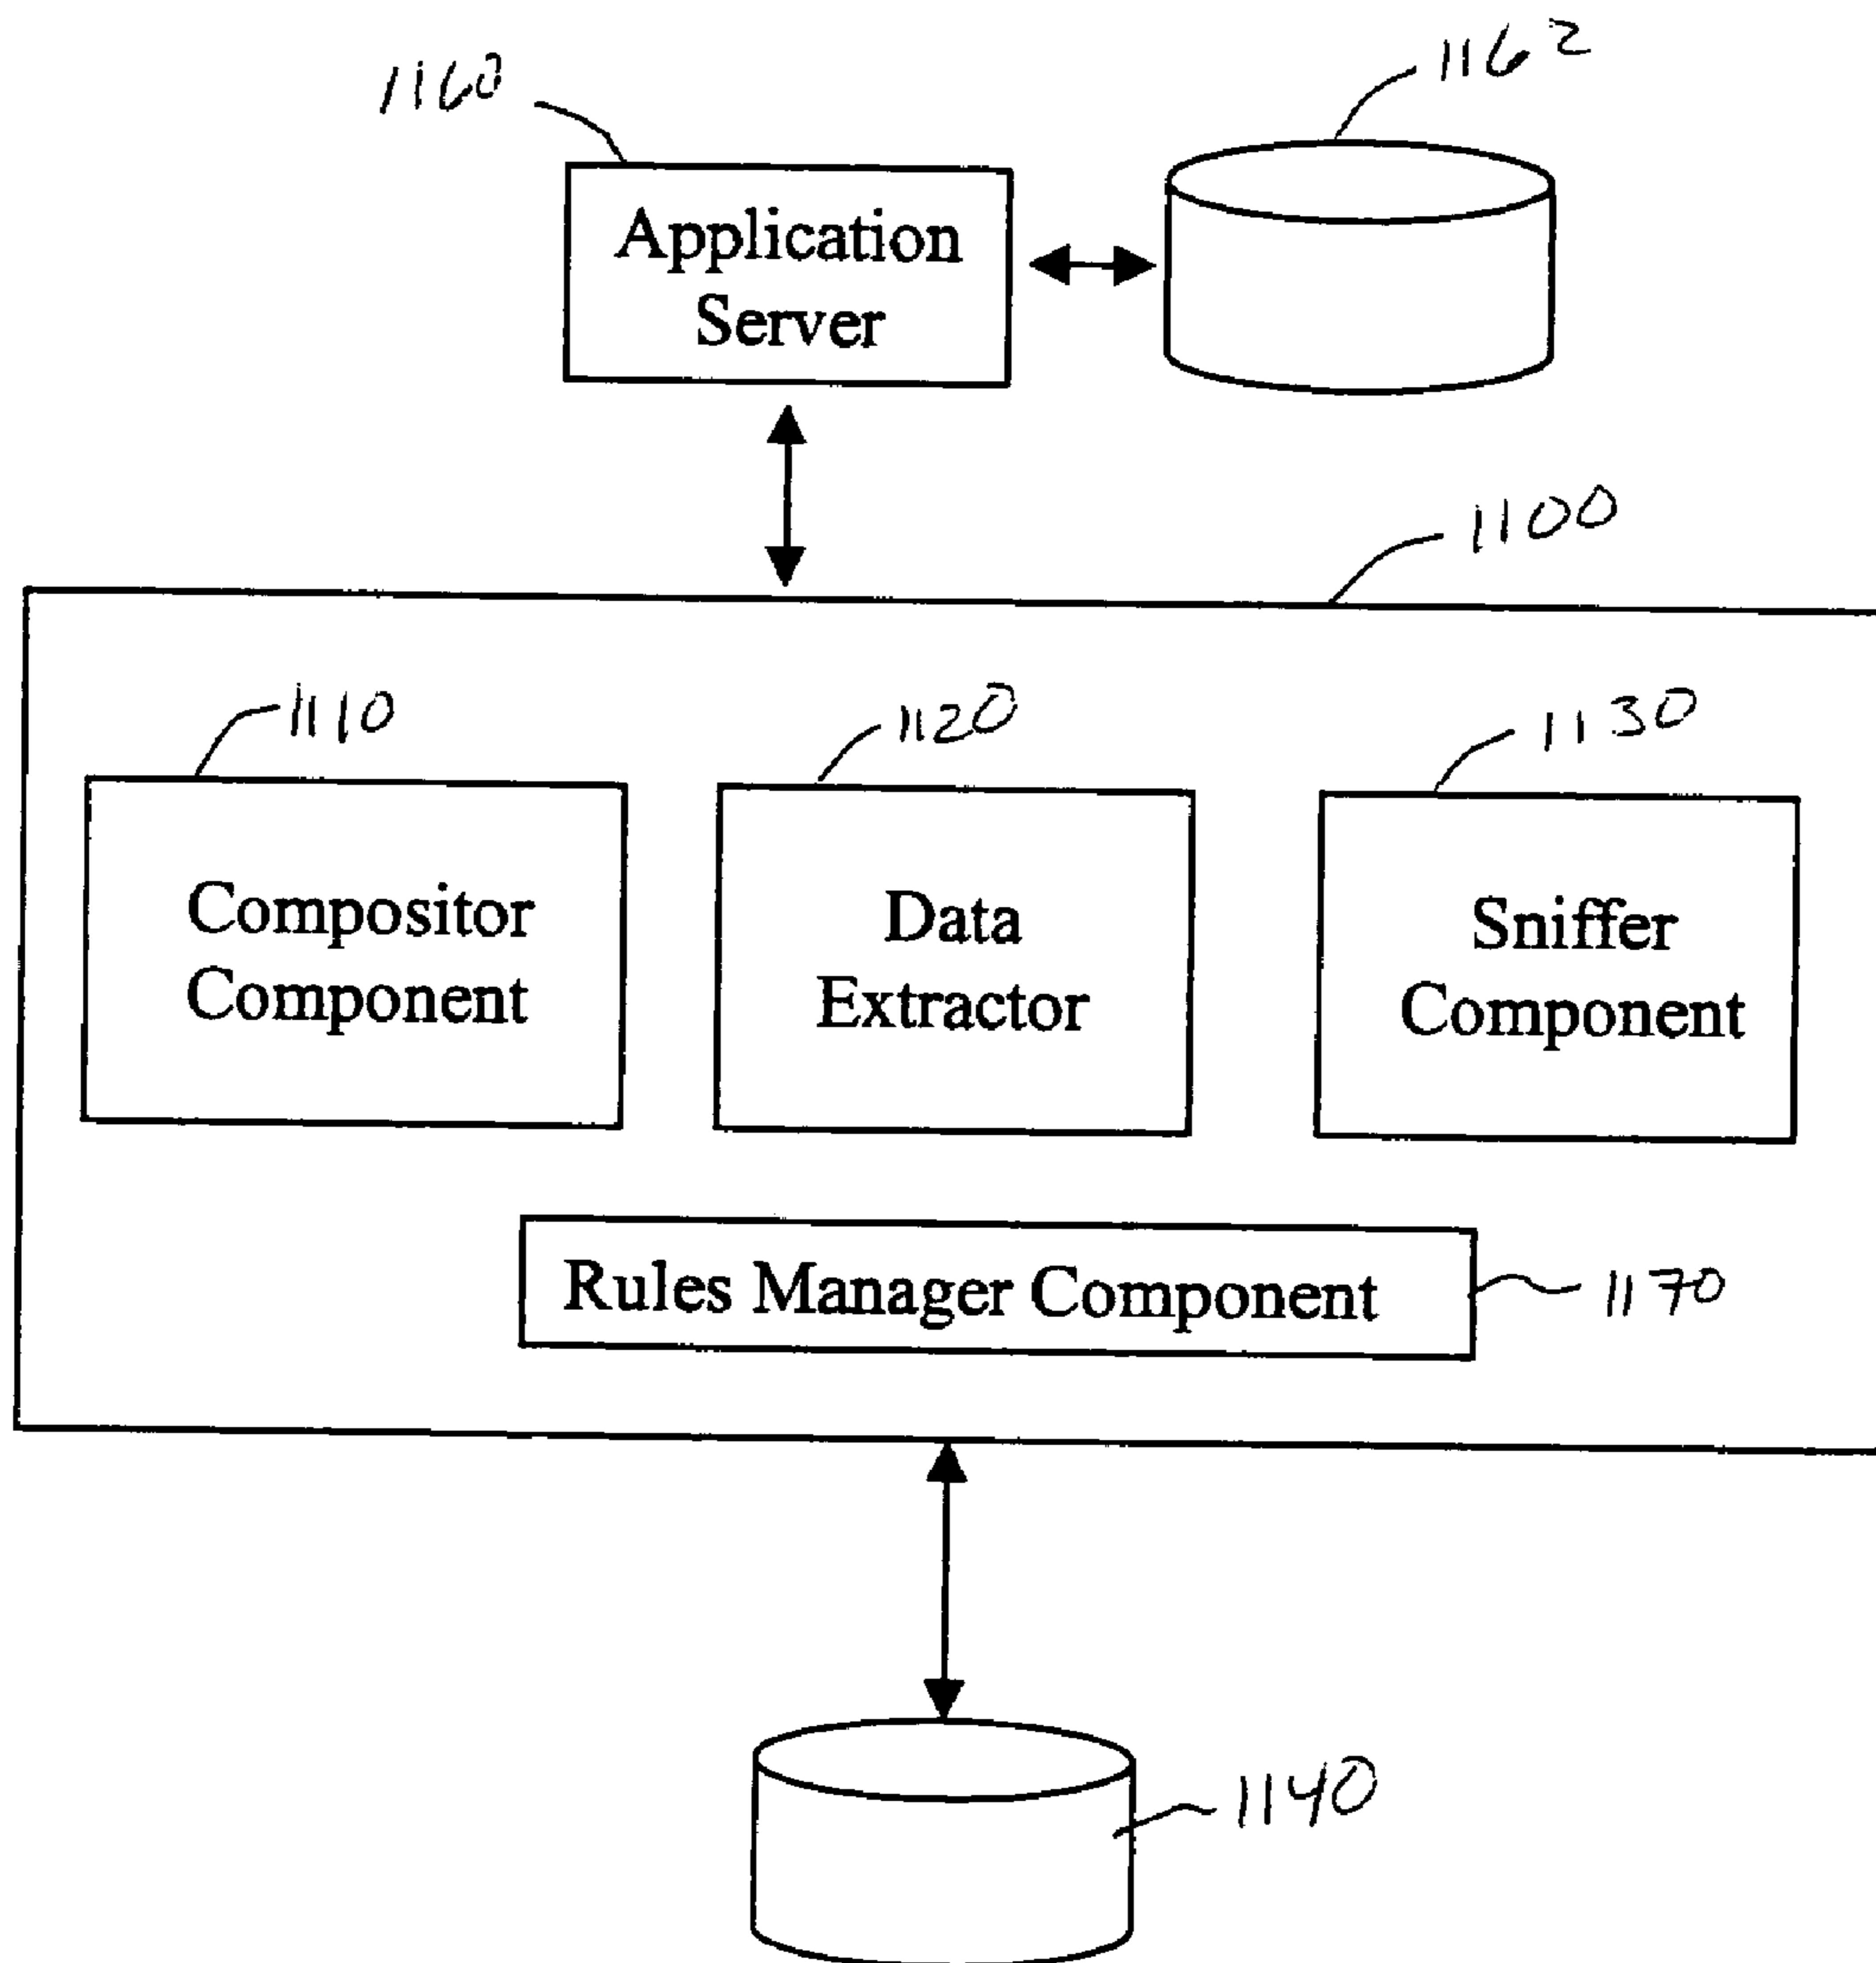 1160
1162
Application
Server
1100
1110
1120
1130
Compositor
Component
Data
Extractor
Sniffer
Component
Rules Manager Component
1170
1140